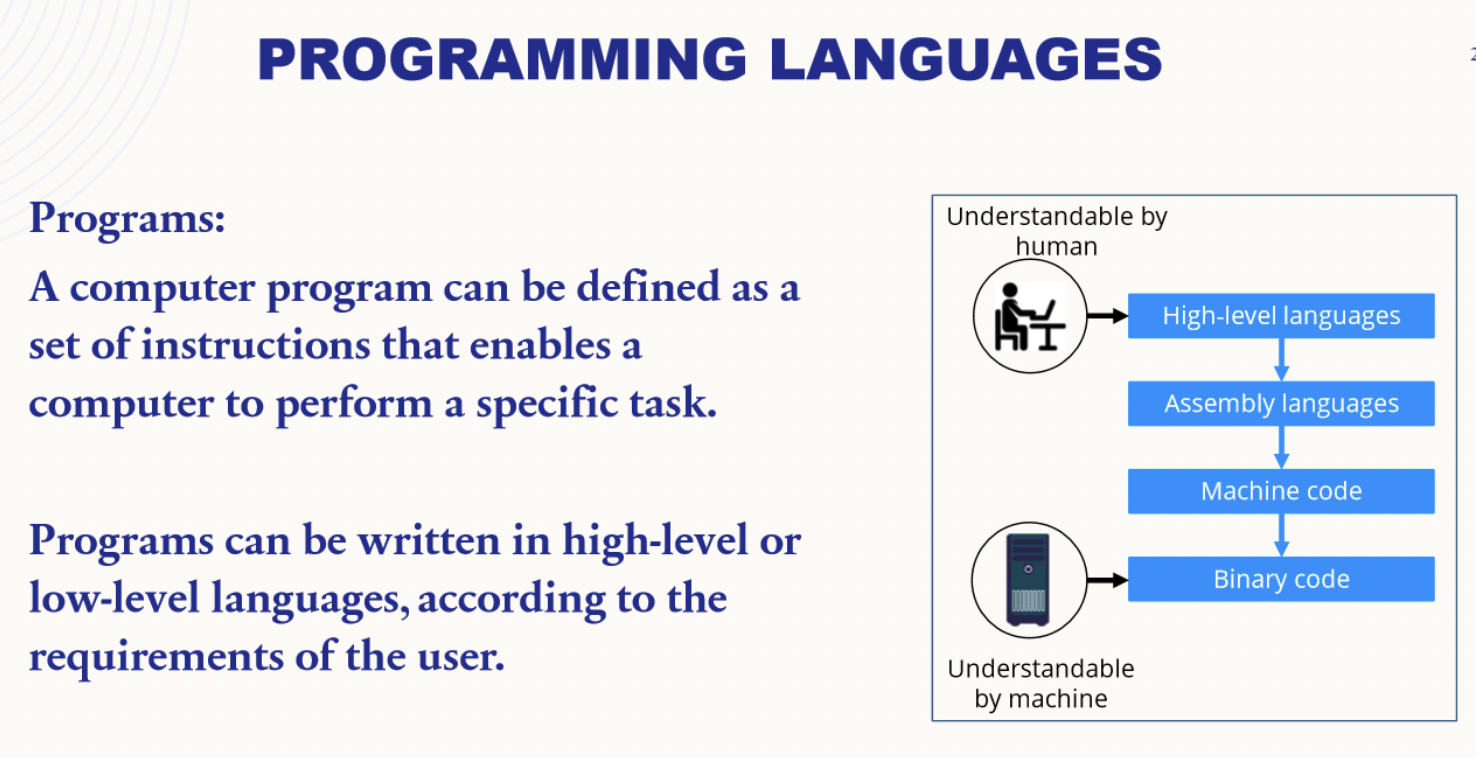 PROGRAMMING LANGUAGES
Programs:
A computer program can be defined as a
set of instructions that enables a
computer to perform a specific task.
Programs can be written in high-level or
low-level languages, according to the
requirements of the user.
Understandable by
human
High-level languages
Assembly languages
Machine code
Binary code
Understandable
by machine